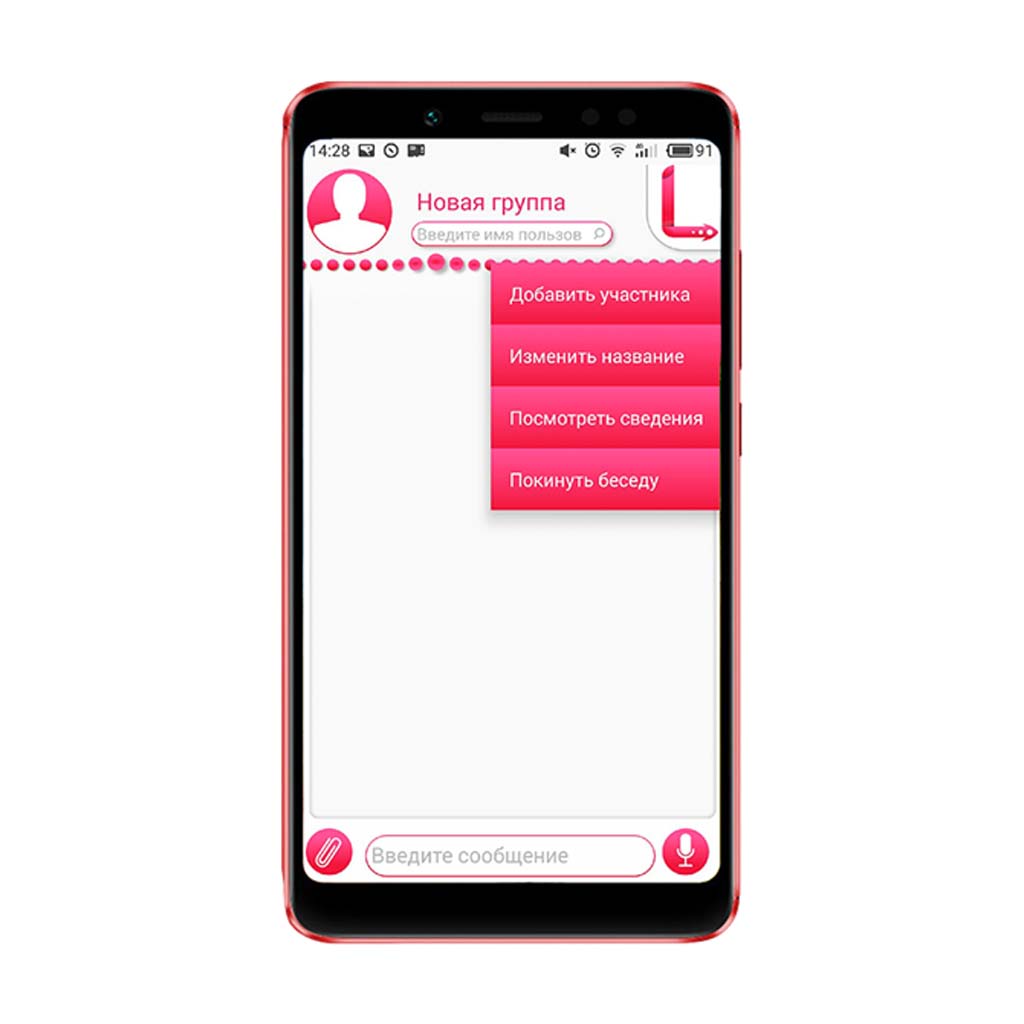 14:28
91
Новая группа
Введите имя пользов
Добавить участника
Изменить название
Посмотреть сведения
Покинуть беседу
Введите сообщение